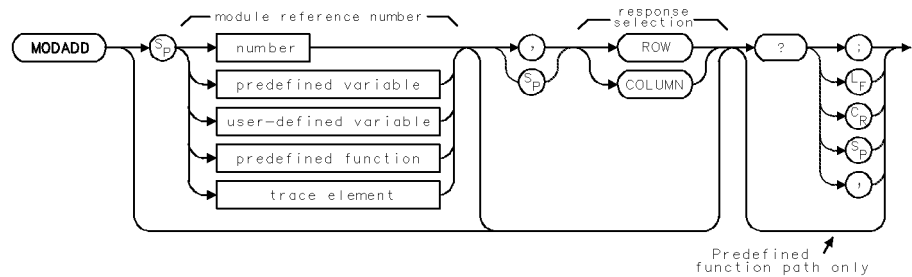 module reference number
response
selection
MODADD
SP
number
,
ROW
?
;
predefined variable
SP
COLUMN
LF
user-defined variable
CR
predefined function
SP
trace element
,
Predefined
function path only